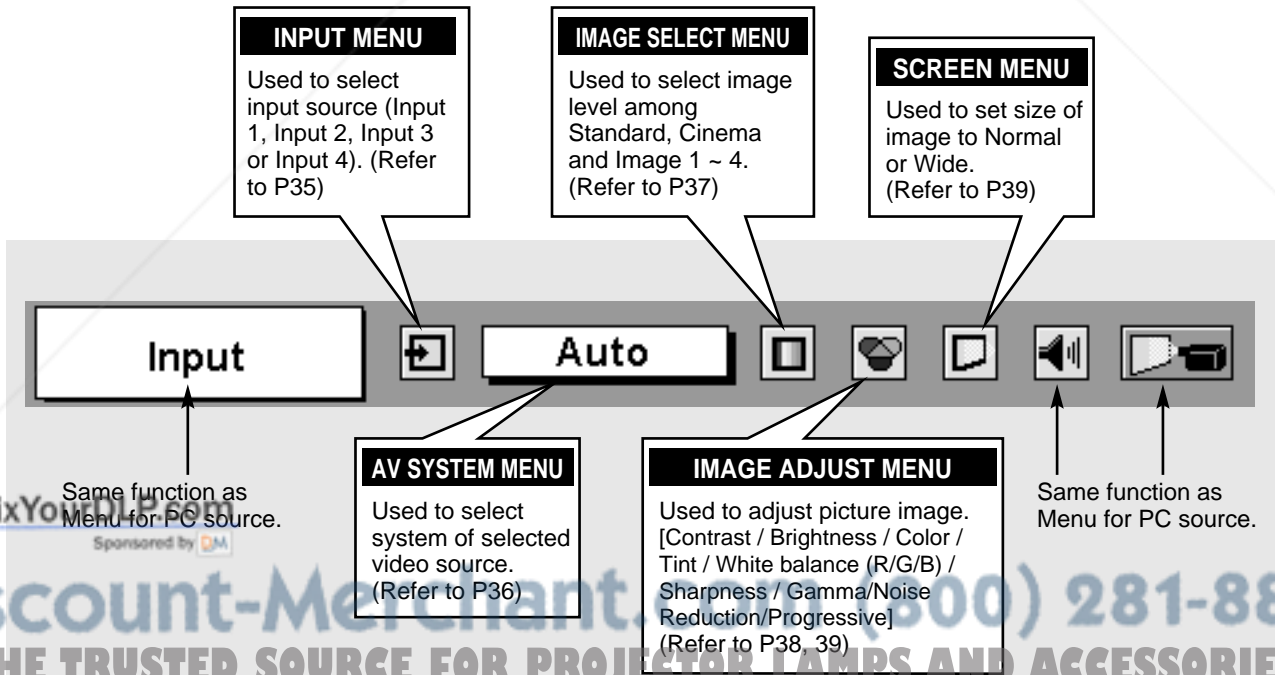 INPUT MENU
Used to select
input source (Input
1, Input 2, Input 3
or Input 4). (Refer
to P35)
IMAGE SELECT MENU
Used to select image
level among
Standard, Cinema
and Image 1 ~ 4.
(Refer to P37)
SCREEN MENU
Used to set size of
image to Normal
or Wide.
(Refer to P39)
Input
Auto
Same function as
Menu for PC source.
AV SYSTEM MENU
Used to select
system of selected
video source.
(Refer to P36)
IMAGE ADJUST MENU
Used to adjust picture image.
[Contrast / Brightness / Color /
Tint / White balance (R/G/B) /
Sharpness / Gamma/Noise
Reduction/Progressive]
(Refer to P38, 39)
Same function as
Menu for PC source.
ixYourDLP.com
Sponsored by DM
scount-Merchant.com (800) 281-88
HE TRUSTED SOURCE FOR PROJECTOR LAMPS AND ACCESSORIE